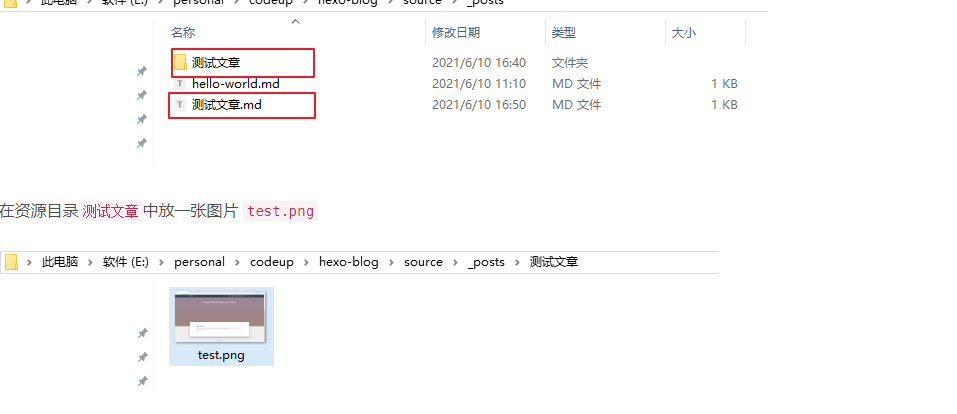 此电脑 › 软件 (E:) › personal › codeup › hexo-blog › source › _posts
名称 修改日期 类型 大小
测试文章 2021/6/10 16:40 文件夹
hello-world.md 2021/6/10 11:10 MD 文件 1 KB
测试文章.md 2021/6/10 16:50 MD 文件 1 KB
在资源目录 测试文章 中放一张图片 test.png
此电脑 › 软件 (E:) › personal › codeup › hexo-blog › source › _posts › 测试文章
test.png